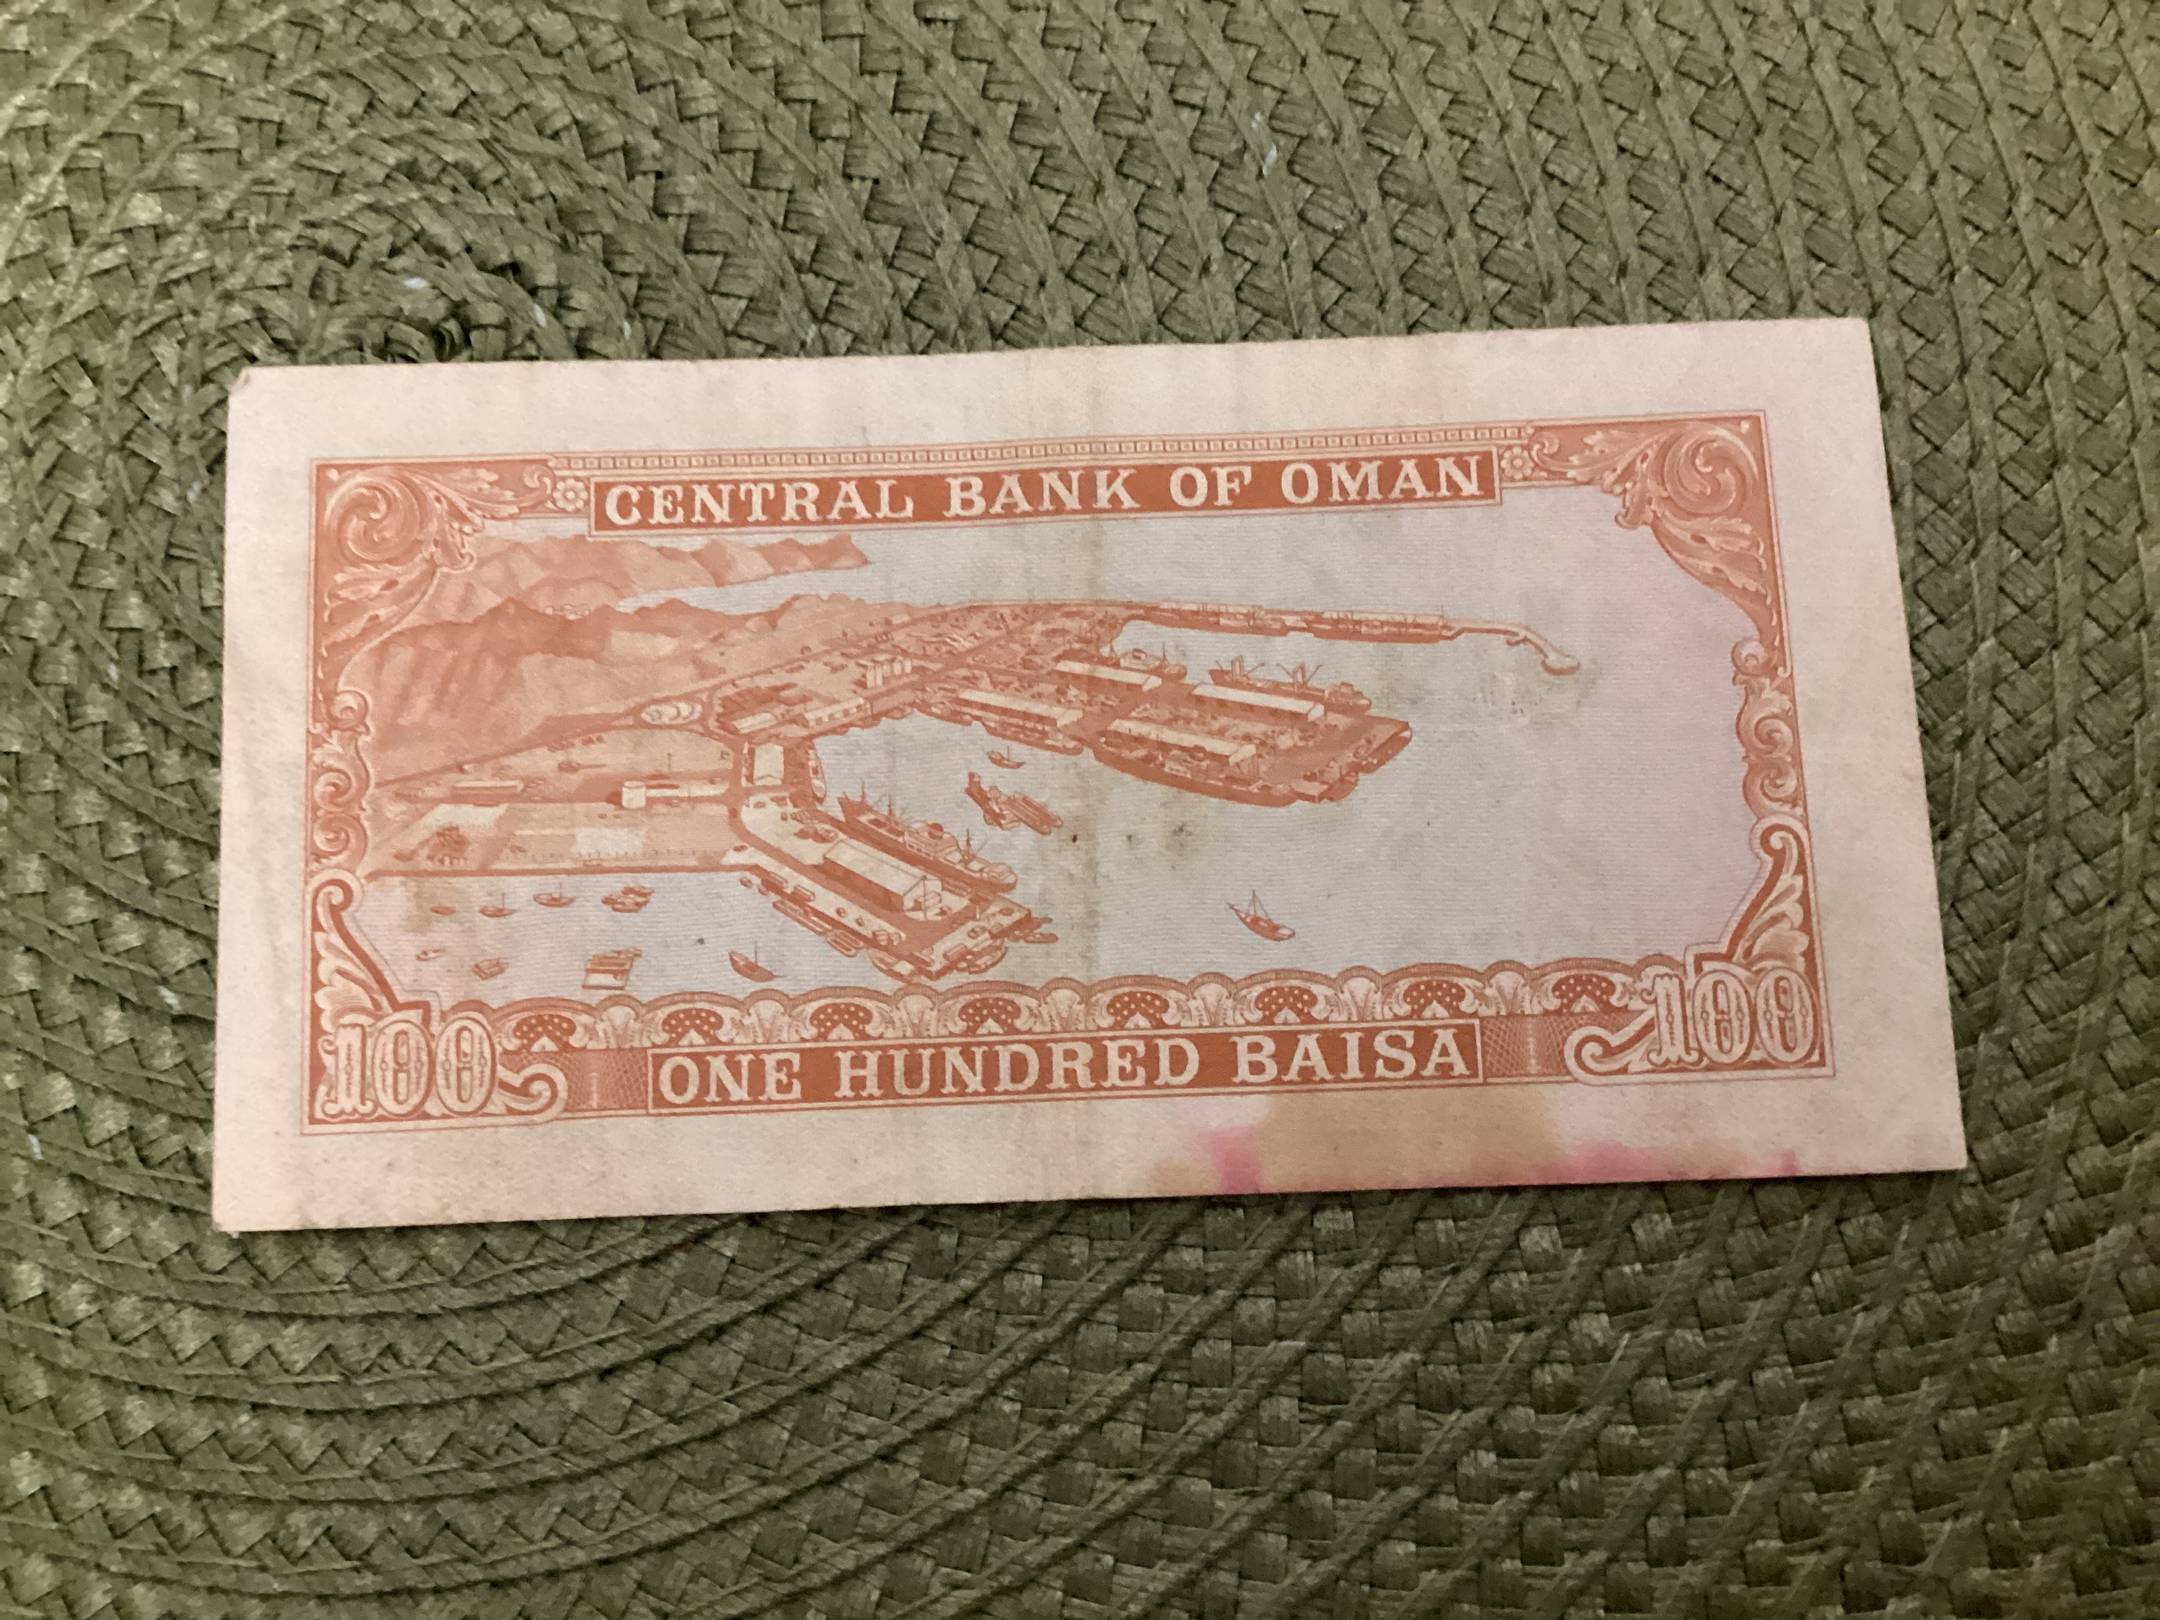 CENTRAL BANK OF OMAN
100 ONE HUNDRED BAISA 100